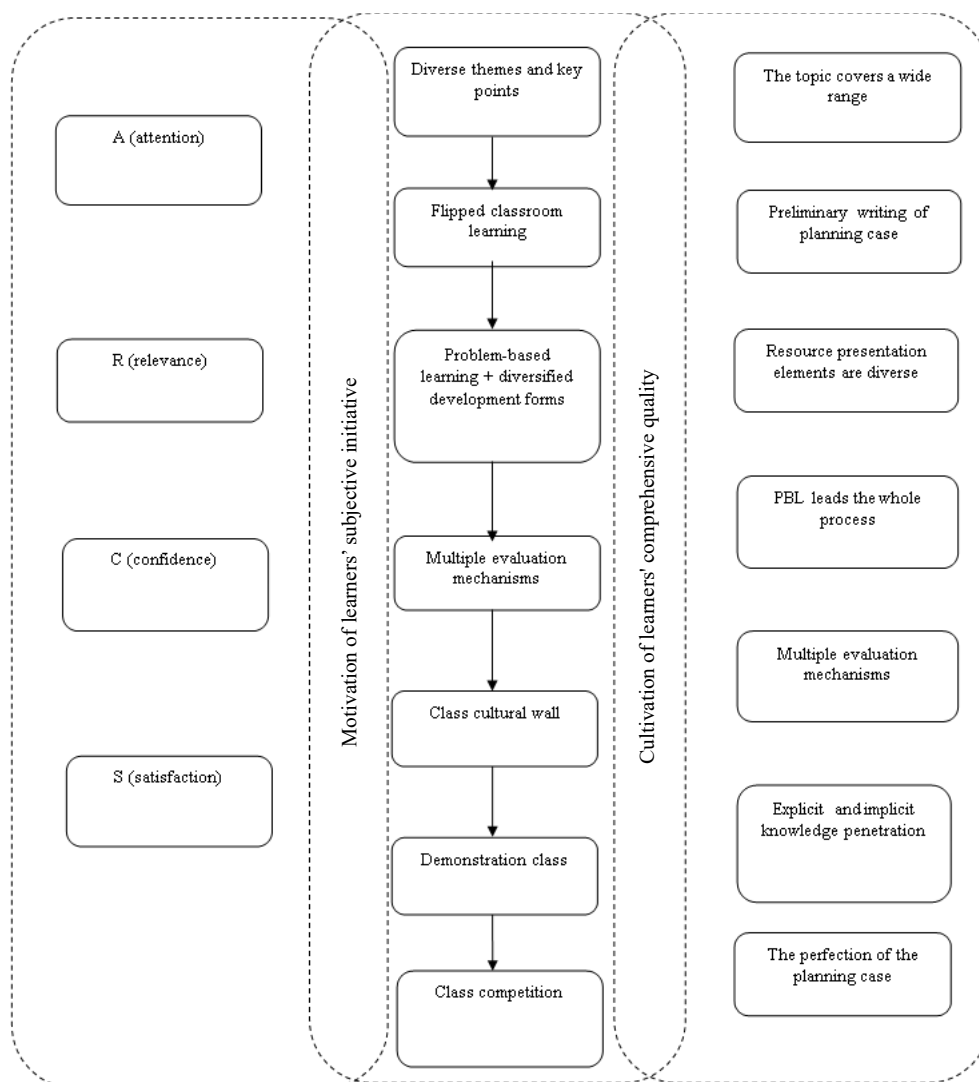 A (attention)
R (relevance)
C (confidence)
S (satisfaction)
Motivation of learners' subjective initiative
Diverse themes and key
points
Flipped classroom
learning
Problem-based
learning + diversified
development forms
Multiple evaluation
mechanisms
Class cultural wall
Demonstration class
Class competition
Cultivation of learners' comprehensive quality
The topic covers a wide
range
Preliminary writing of
planning case
Resource presentation
elements are diverse
PBL leads the whole
process
Multiple evaluation
mechanisms
Explicit and implicit
knowledge penetration
The perfection of the
planning case